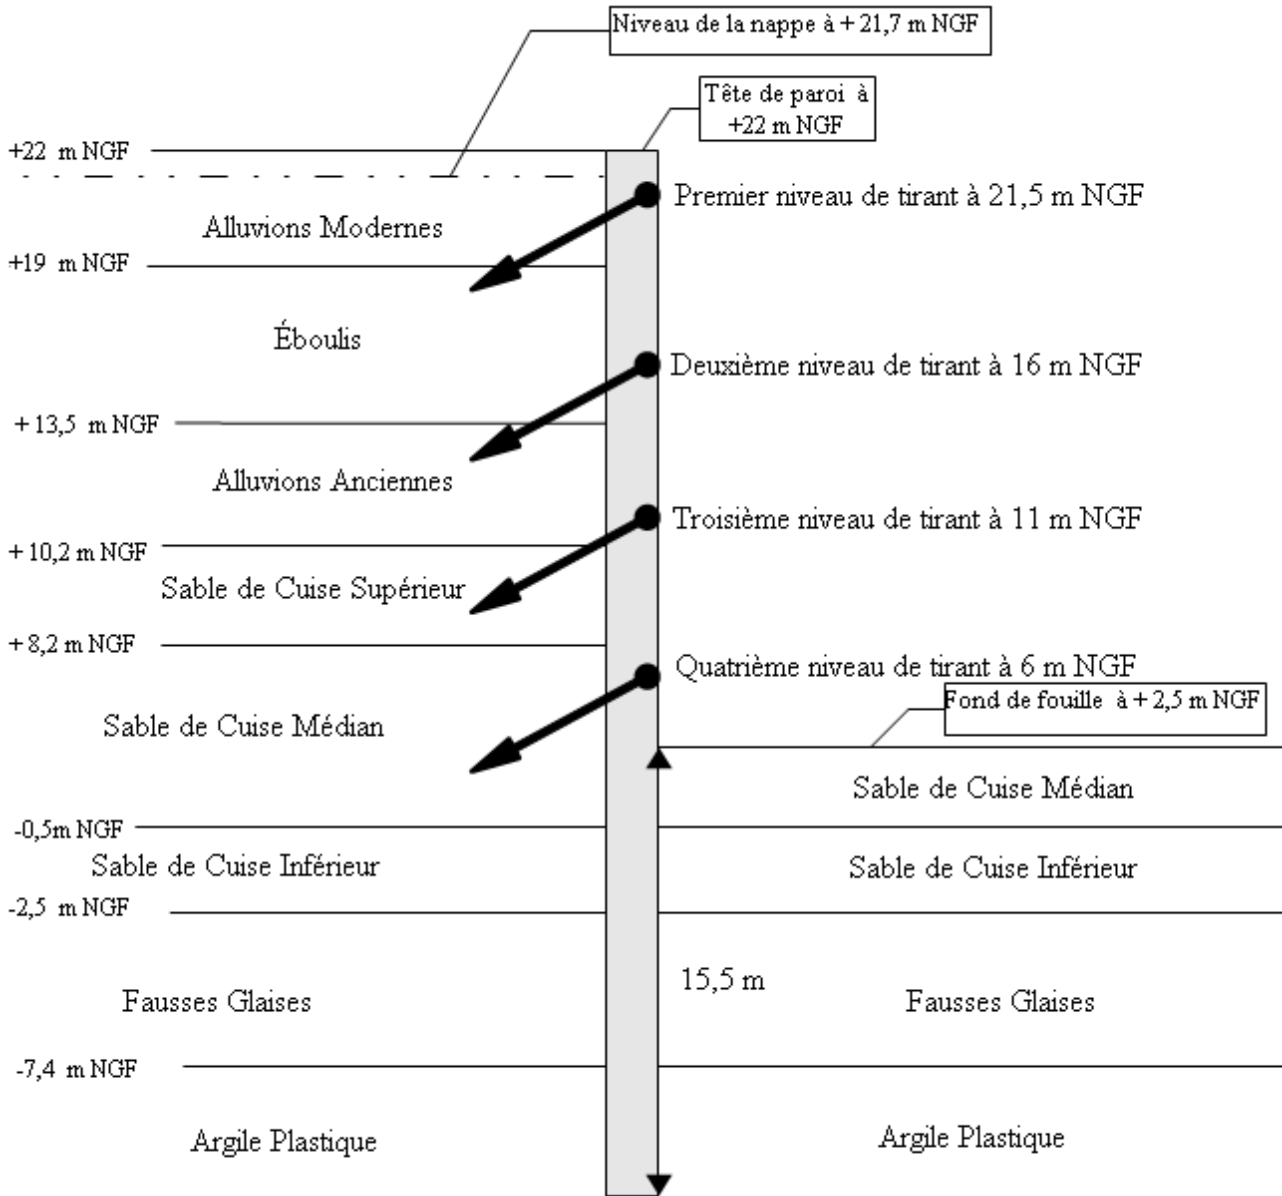 Niveau de la nappe à + 21,7 m NGF
Tête de paroi à
+22 m NGF
+22 m NGF
Premier niveau de tirant à 21,5 m NGF
Alluvions Modernes
+19 m NGF
Éboulis
Deuxième niveau de tirant à 16 m NGF
+ 13,5 m NGF
Alluvions Anciennes
Troisième niveau de tirant à 11 m NGF
+ 10,2 m NGF
Sable de Cuise Supérieur
+ 8,2 m NGF
Quatrième niveau de tirant à 6 m NGF
Fond de fouille à + 2,5 m NGF
Sable de Cuise Médian
Sable de Cuise Médian
-0,5m NGF
Sable de Cuise Inférieur
Sable de Cuise Inférieur
-2,5 m NGF
15,5 m
Fausses Glaises
Fausses Glaises
-7,4 m NGF
Argile Plastique
Argile Plastique